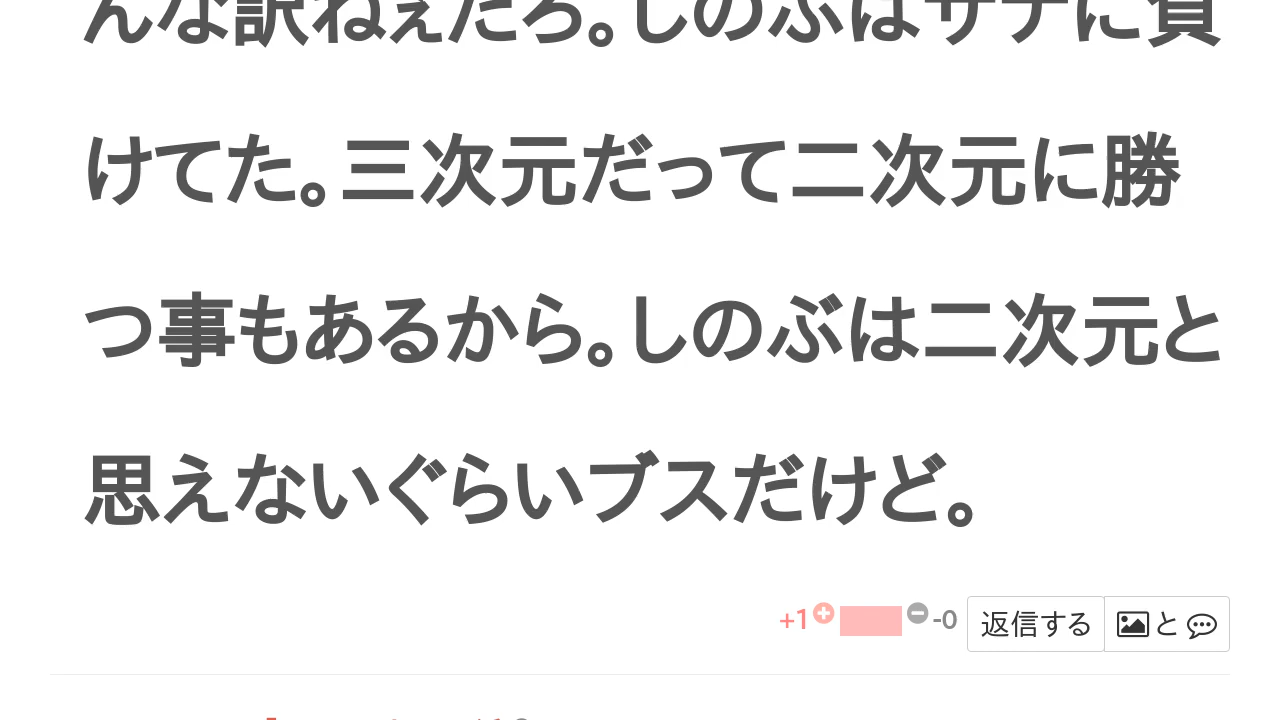 んな訳ねぇだろ。しのぶはサナに負
けてた。三次元だって二次元に勝
つ事もあるから。しのぶは二次元と
思えないぐらいブスだけど。
+1 -0 返信する と